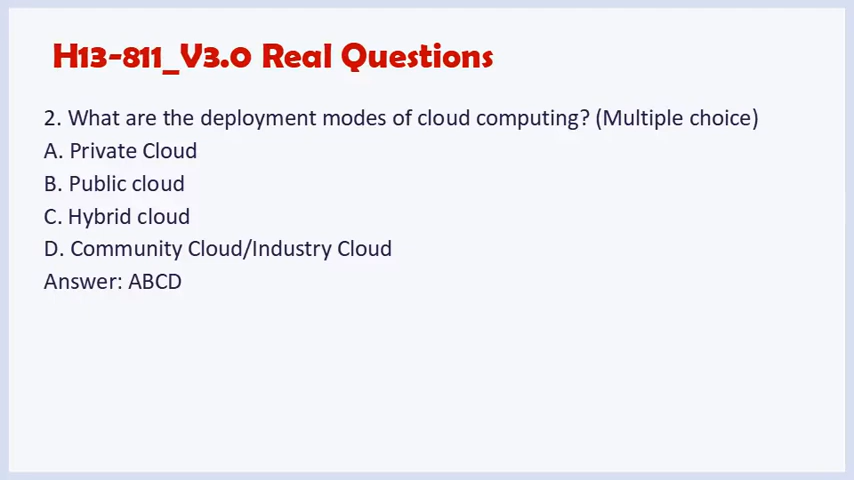 H13-811_V3.0 Real Questions
2. What are the deployment modes of cloud computing? (Multiple choice)
A. Private Cloud
B. Public cloud
C. Hybrid cloud
D. Community Cloud/Industry Cloud
Answer: ABCD